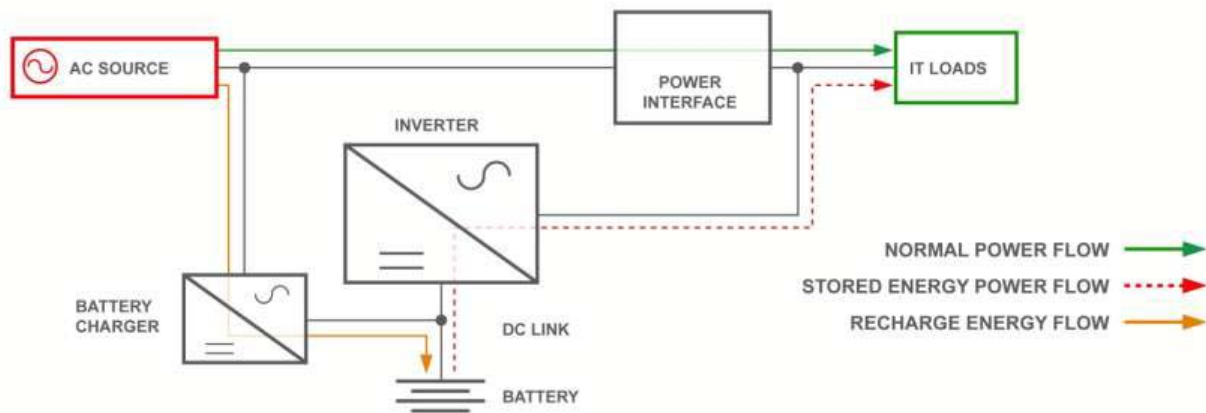 AC SOURCE
POWER
INTERFACE
IT LOADS
INVERTER
NORMAL POWER FLOW
STORED ENERGY POWER FLOW
BATTERY
CHARGER
DC LINK
RECHARGE ENERGY FLOW
BATTERY